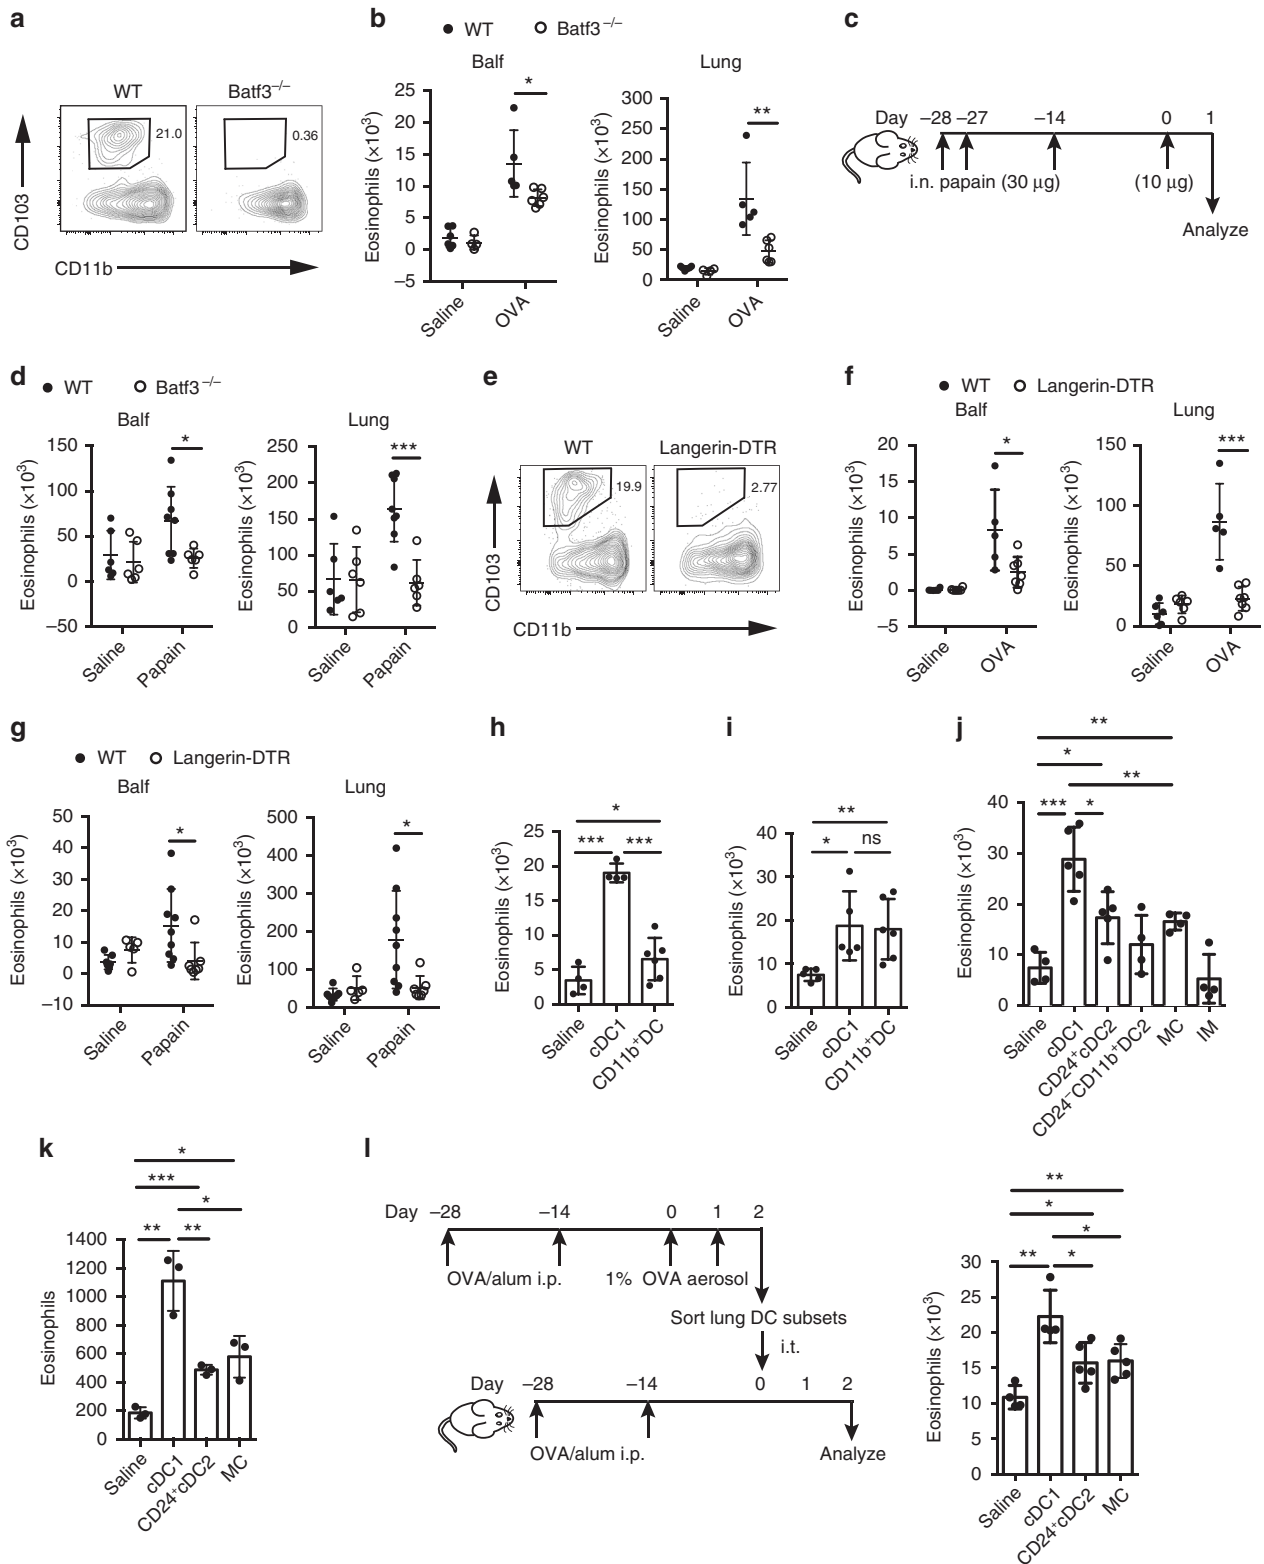 a
WT
Batf3−/−
21.0
0.36
CD103
CD11b
b
WT
Batf3−/−
Balf
Eosinophils (×10³)
25
20
15
10
5
0
−5
Saline
OVA
*
Lung
Eosinophils (×10³)
300
250
200
150
100
50
0
Saline
OVA
**
c
Day −28 −27 −14 0 1
i.n. papain (30 µg)
(10 µg)
Analyze
d
WT
Batf3−/−
Balf
Eosinophils (×10³)
150
100
50
0
−50
Saline
Papain
*
Lung
Eosinophils (×10³)
250
200
150
100
50
0
Saline
Papain
***
e
WT
Langerin-DTR
19.9
2.77
CD103
CD11b
f
WT
Langerin-DTR
Balf
Eosinophils (×10³)
20
15
10
5
0
−5
Saline
OVA
*
Lung
Eosinophils (×10³)
150
100
50
0
Saline
OVA
***
g
WT
Langerin-DTR
Balf
Eosinophils (×10³)
50
40
30
20
10
0
−10
Saline
Papain
*
Lung
Eosinophils (×10³)
500
400
300
200
100
0
Saline
Papain
*
h
*
*** ***
Eosinophils (×10³)
25
20
15
10
5
0
Saline
cDC1
CD11b⁺DC
i
**
* ns
Eosinophils (×10³)
40
30
20
10
0
Saline
cDC1
CD11b⁺DC
j
**
*
**
*** *
Eosinophils (×10³)
40
30
20
10
0
Saline
cDC1
CD24⁺cDC2
CD24⁻CD11b⁺DC2
MC
IM
k
*
***
*
** **
Eosinophils
1400
1200
1000
800
600
400
200
0
Saline
cDC1
CD24⁺cDC2
MC
l
Day −28 −14 0 1 2
OVA/alum i.p.
1% OVA aerosol
Sort lung DC subsets
i.t.
Day −28 −14 0 1 2
OVA/alum i.p.
Analyze
**
*
*
** *
Eosinophils (×10³)
30
25
20
15
10
5
0
Saline
cDC1
CD24⁺cDC2
MC